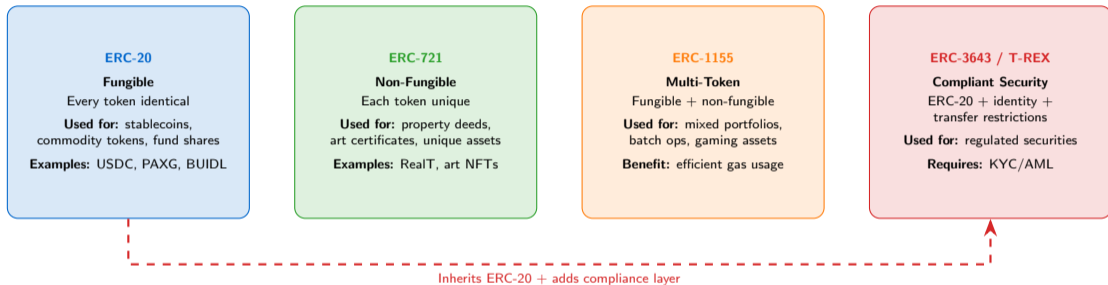 ERC-20
Fungible
Every token identical
Used for: stablecoins,
commodity tokens, fund shares
Examples: USDC, PAXG, BUIDL
ERC-721
Non-Fungible
Each token unique
Used for: property deeds,
art certificates, unique assets
Examples: RealT, art NFTs
ERC-1155
Multi-Token
Fungible + non-fungible
Used for: mixed portfolios,
batch ops, gaming assets
Benefit: efficient gas usage
ERC-3643 / T-REX
Compliant Security
ERC-20 + identity +
transfer restrictions
Used for: regulated securities
Requires: KYC/AML
Inherits ERC-20 + adds compliance layer